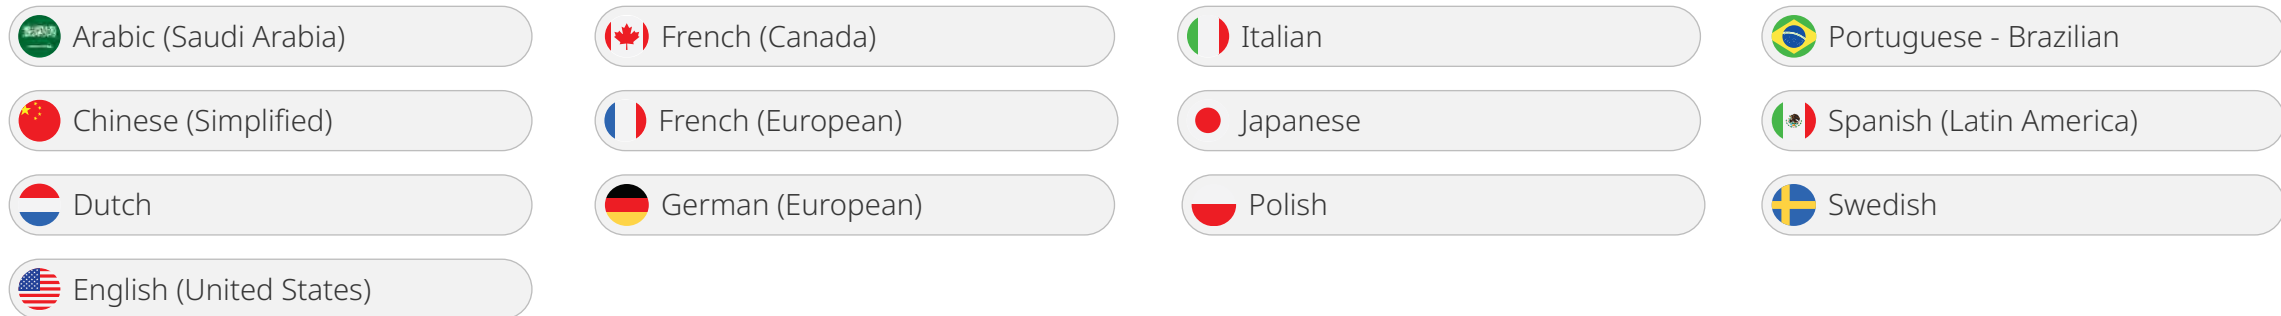 Arabic (Saudi Arabia)
Chinese (Simplified)
Dutch
English (United States)
French (Canada)
French (European)
German (European)
Italian
Japanese
Polish
Portuguese - Brazilian
Spanish (Latin America)
Swedish